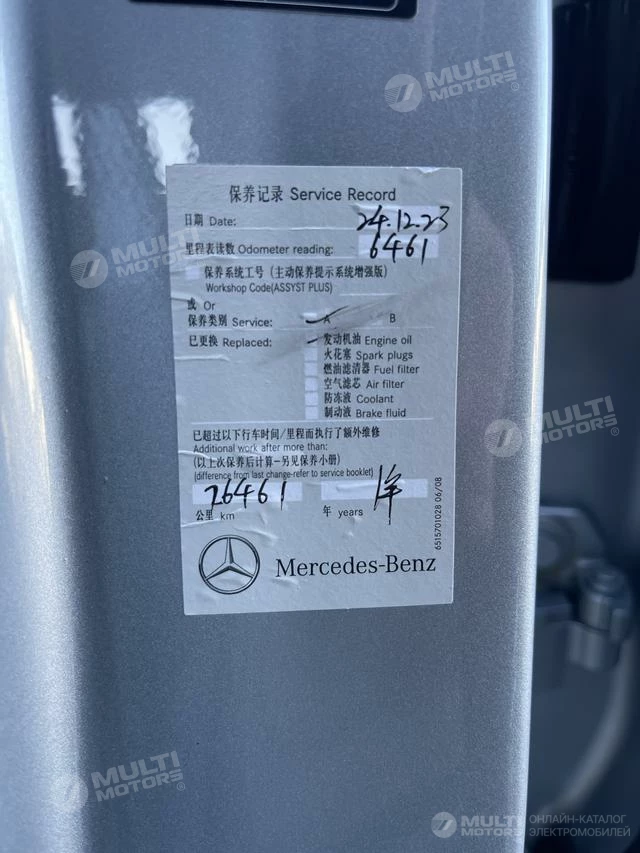 MULTI
MOTORS
保养记录 Service Record
日期 Date: 24.12.23
里程表读数 Odometer reading: 6461
保养系统工号 (主动保养提示系统增强版)
Workshop Code(ASSYST PLUS)
或 Or
保养类别 Service: A B
已更换 Replaced: 发动机油 Engine oil
火花塞 Spark plugs
燃油滤清器 Fuel filter
空气滤芯 Air filter
防冻液 Coolant
制动液 Brake fluid
MULTI
MOTORS
MULTI
MOTORS
已超过以下行车时间/里程而执行了额外维修
Additional work after more than:
(以上次保养后计算-另见保养小册)
(difference from last change-refer to service booklet)
26461 1年
公里 km 年 years
6515701028 06/08
Mercedes-Benz
MULTI
MOTORS
MULTI
MOTORS
ОНЛАЙН-КАТАЛОГ
ЭЛЕКТРОМОБИЛЕЙ